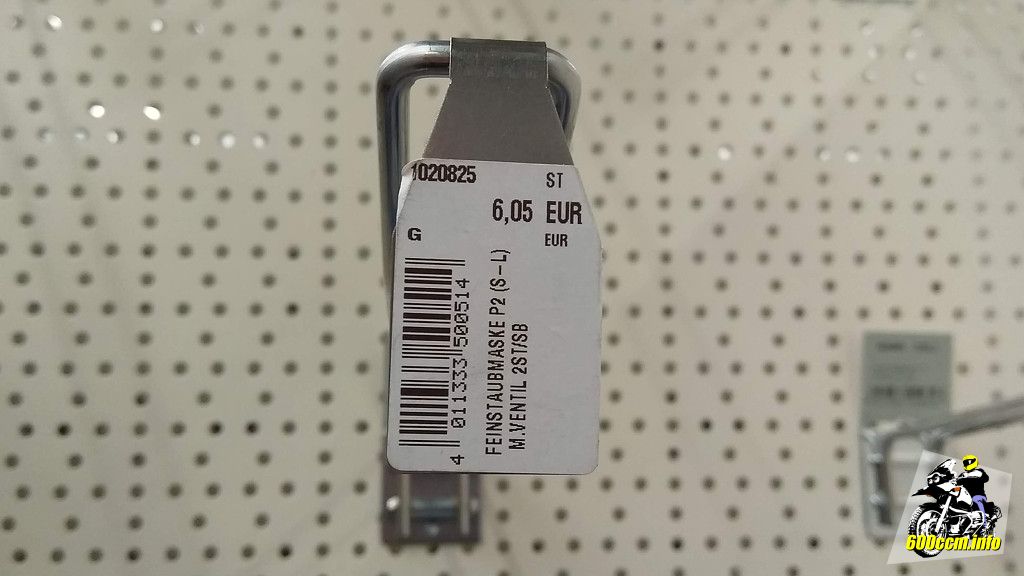 1020825 ST
6,05 EUR
G EUR
4 011333 500514
FEINSTAUBMASKE P2 (S-L)
M.VENTIL 2ST/SB
600ccm.info